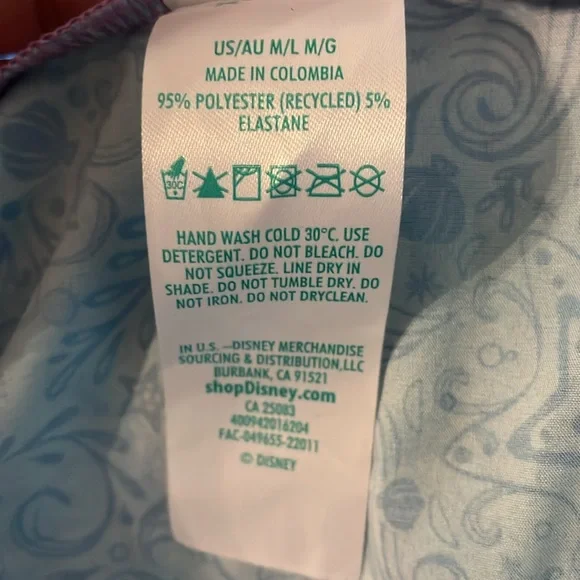 US/AU M/L M/G
MADE IN COLOMBIA
95% POLYESTER (RECYCLED) 5%
ELASTANE
30C
HAND WASH COLD 30°C. USE
DETERGENT. DO NOT BLEACH. DO
NOT SQUEEZE. LINE DRY IN
SHADE. DO NOT TUMBLE DRY. DO
NOT IRON. DO NOT DRYCLEAN.
IN U.S. —DISNEY MERCHANDISE
SOURCING & DISTRIBUTION,LLC
BURBANK, CA 91521
shopDisney.com
CA 25083
400942016204
FAC-049655-22011
© DISNEY